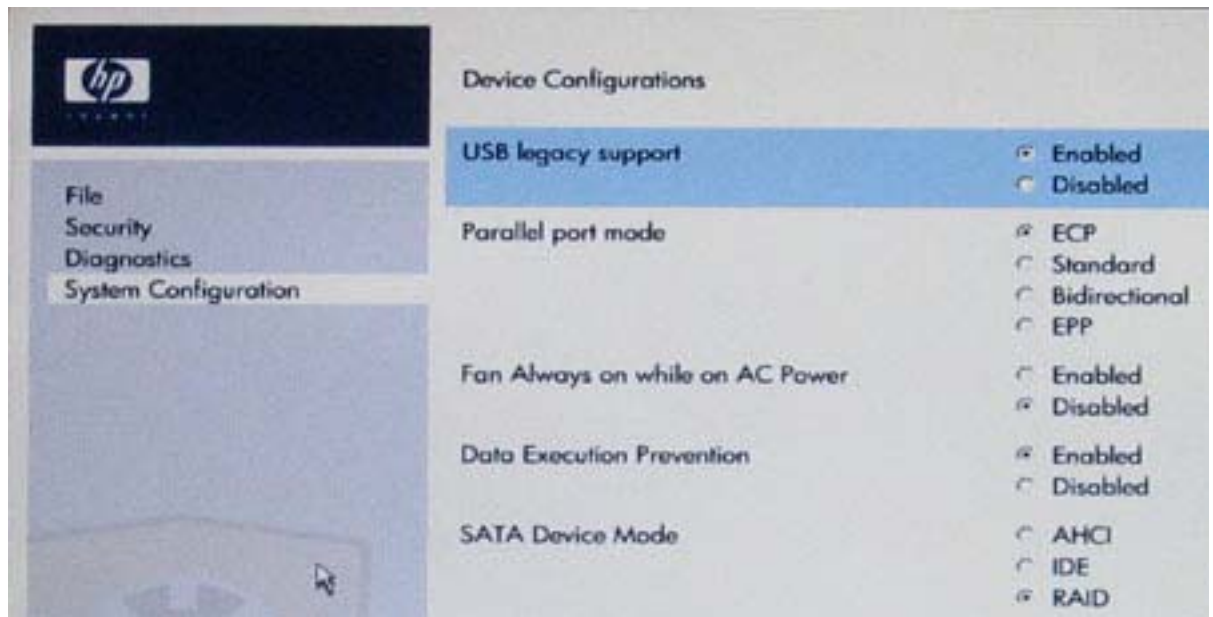 hp
Device Configurations
USB legacy support
Enabled
Disabled
File
Security
Diagnostics
System Configuration
Parallel port mode
ECP
Standard
Bidirectional
EPP
Fan Always on while on AC Power
Enabled
Disabled
Data Execution Prevention
Enabled
Disabled
SATA Device Mode
AHCI
IDE
RAID